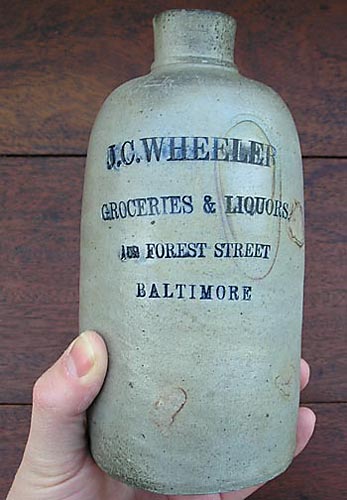 J.C.WHEELER
GROCERIES & LIQUORS
FOREST STREET
BALTIMORE